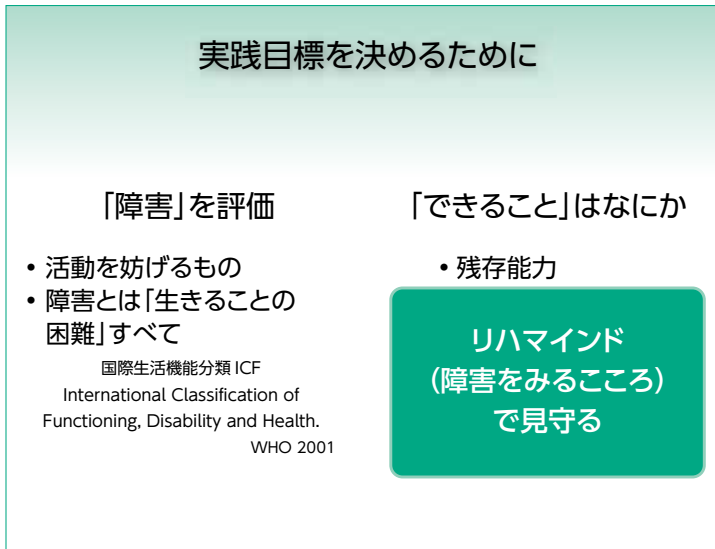 実践目標を決めるために
「障害」を評価
• 活動を妨げるもの
• 障害とは「生きることの
困難」すべて
国際生活機能分類 ICF
International Classification of
Functioning, Disability and Health.
WHO 2001
「できること」はなにか
• 残存能力
リハマインド
(障害をみるこころ)
で見守る